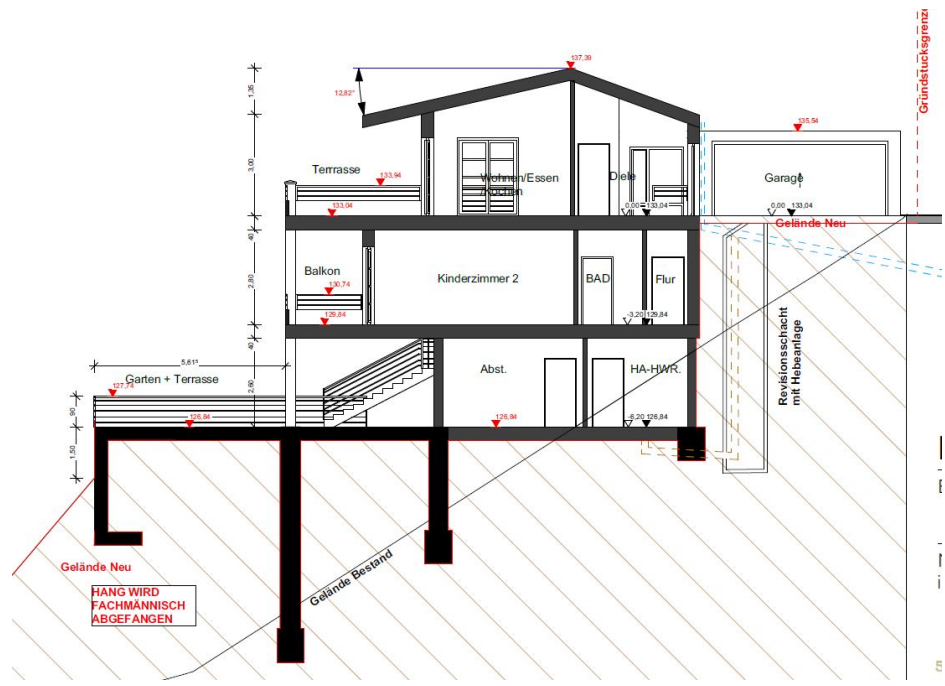 Gründstücksgrenze
137,39
12,82°
1,35
135,54
3,00
Terrrasse
133,94
Wohnen/Essen
/Kochen
Diele
Garage
133,04
0,00
133,04
0,00
133,04
Gelände Neu
40
Balkon
130,74
Kinderzimmer 2
BAD
Flur
2,80
129,84
-3,20
129,84
Revisionsschacht
mit Hebeanlage
40
5,61⁵
Garten + Terrasse
127,74
Abst.
HA-HWR.
2,60
90
126,84
126,84
-6,20
126,84
1,50
Gelände Bestand
Gelände Neu
HANG WIRD
FACHMÄNNISCH
ABGEFANGEN